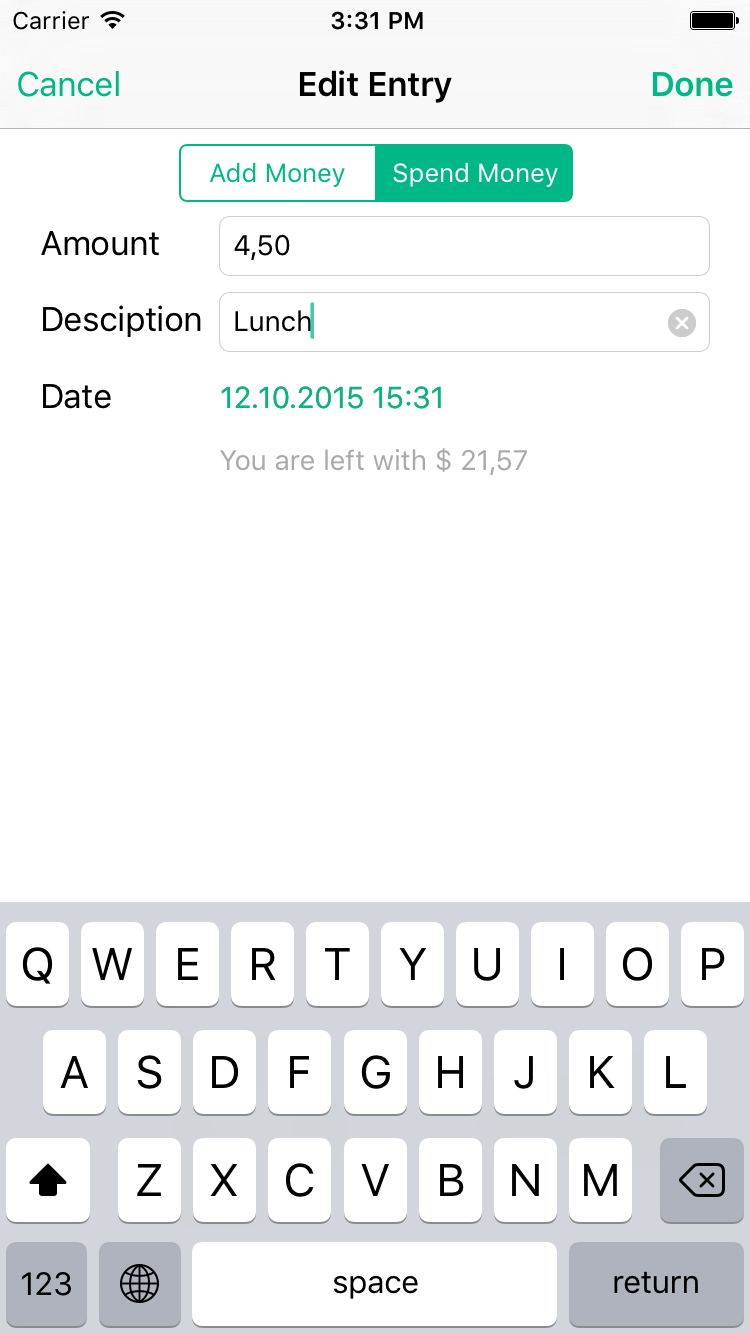 Carrier 3:31 PM
Cancel Edit Entry Done
Add Money Spend Money
Amount 4,50
Desciption Lunch
Date 12.10.2015 15:31
You are left with $ 21,57
Q W E R T Y U I O P
A S D F G H J K L
Z X C V B N M
123 space return